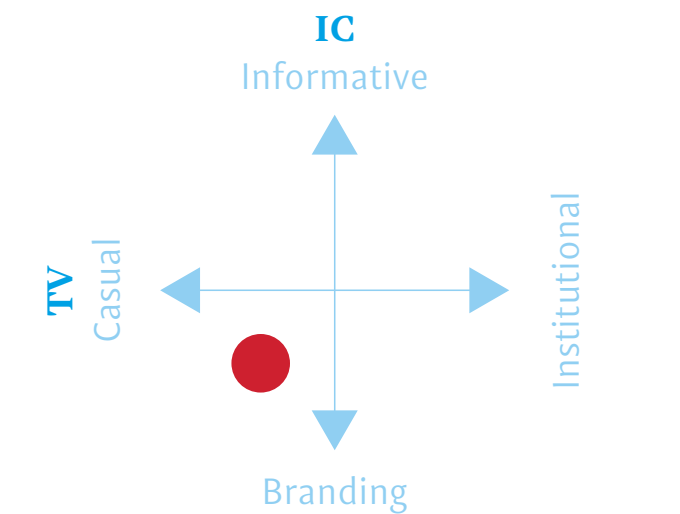 IC
Informative
TV
Casual
Institutional
Branding